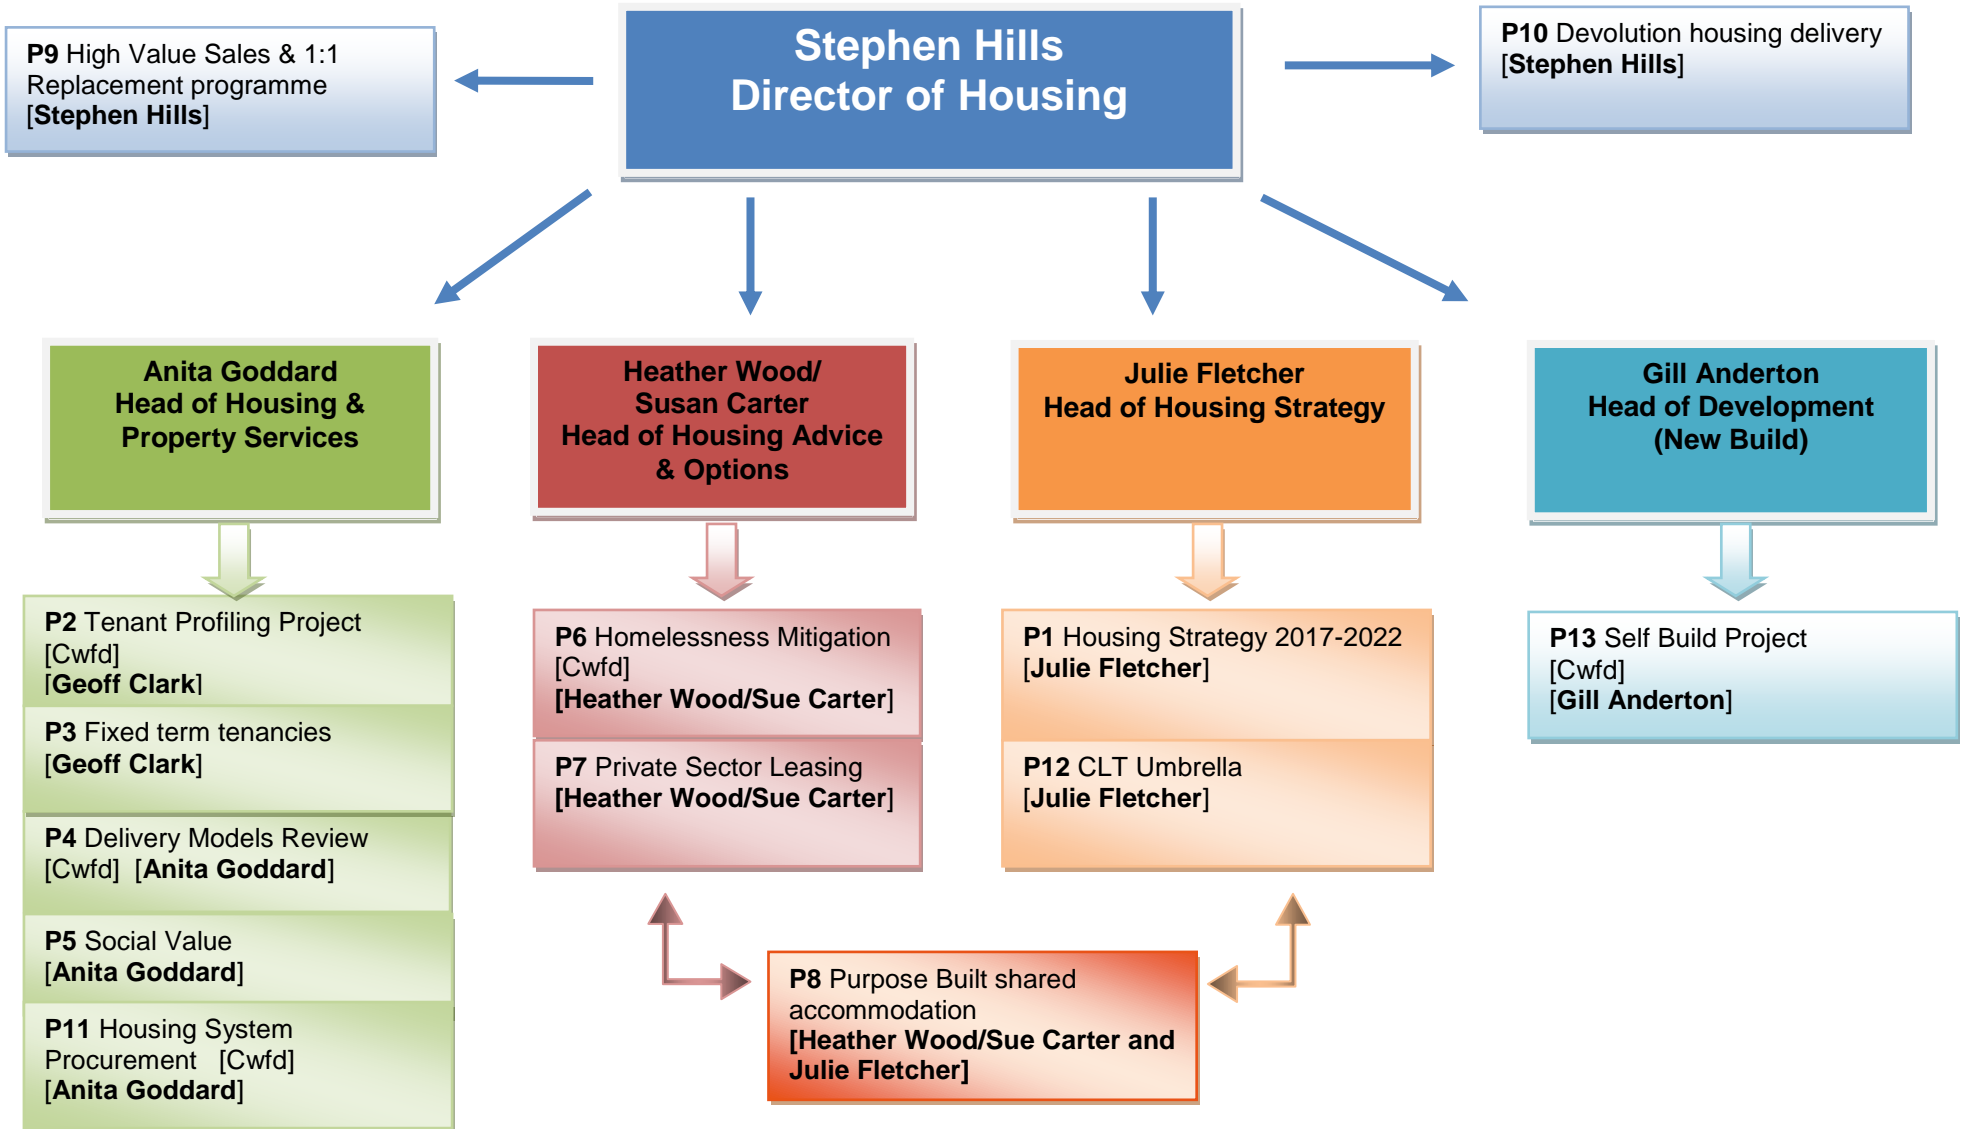 P9 High Value Sales & 1:1
Replacement programme
[Stephen Hills]
Stephen Hills
Director of Housing
P10 Devolution housing delivery
[Stephen Hills]
Anita Goddard
Head of Housing &
Property Services
Heather Wood/
Susan Carter
Head of Housing Advice
& Options
Julie Fletcher
Head of Housing Strategy
Gill Anderton
Head of Development
(New Build)
P2 Tenant Profiling Project
[Cwfd]
[Geoff Clark]
P3 Fixed term tenancies
[Geoff Clark]
P4 Delivery Models Review
[Cwfd] [Anita Goddard]
P5 Social Value
[Anita Goddard]
P11 Housing System
Procurement [Cwfd]
[Anita Goddard]
P6 Homelessness Mitigation
[Cwfd]
[Heather Wood/Sue Carter]
P7 Private Sector Leasing
[Heather Wood/Sue Carter]
P1 Housing Strategy 2017-2022
[Julie Fletcher]
P12 CLT Umbrella
[Julie Fletcher]
P13 Self Build Project
[Cwfd]
[Gill Anderton]
P8 Purpose Built shared
accommodation
[Heather Wood/Sue Carter and
Julie Fletcher]